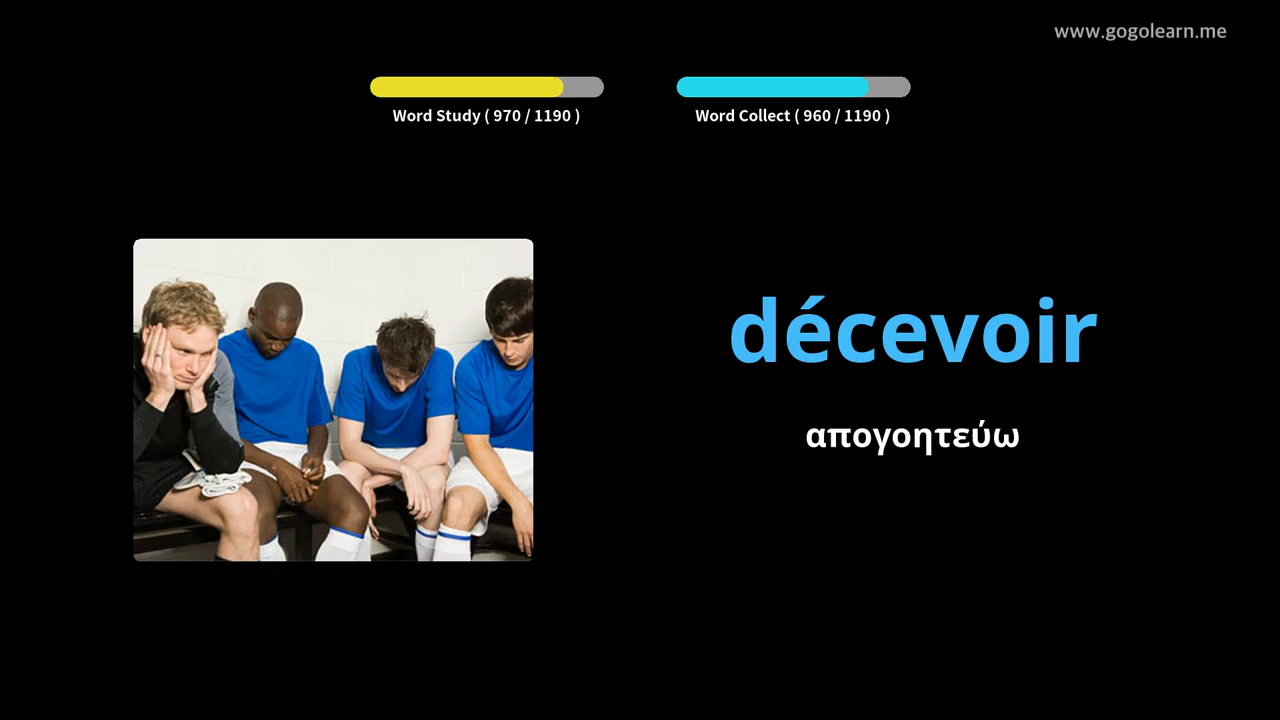 www.gogolearn.me
Word Study ( 970 / 1190 )
Word Collect ( 960 / 1190 )
décevoir
απογοητεύω